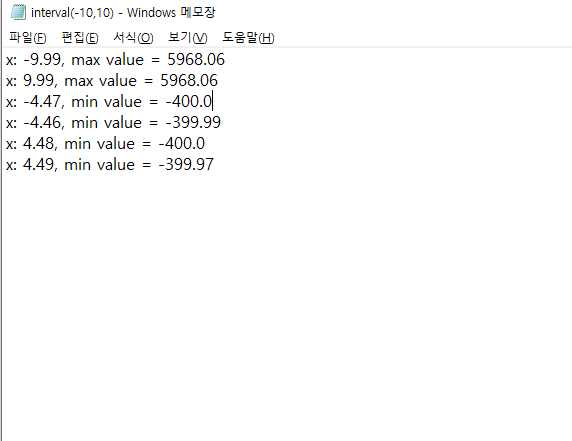 interval(-10,10) - Windows 메모장
파일(F) 편집(E) 서식(O) 보기(V) 도움말(H)
x: -9.99, max value = 5968.06
x: 9.99, max value = 5968.06
x: -4.47, min value = -400.0
x: -4.46, min value = -399.99
x: 4.48, min value = -400.0
x: 4.49, min value = -399.97